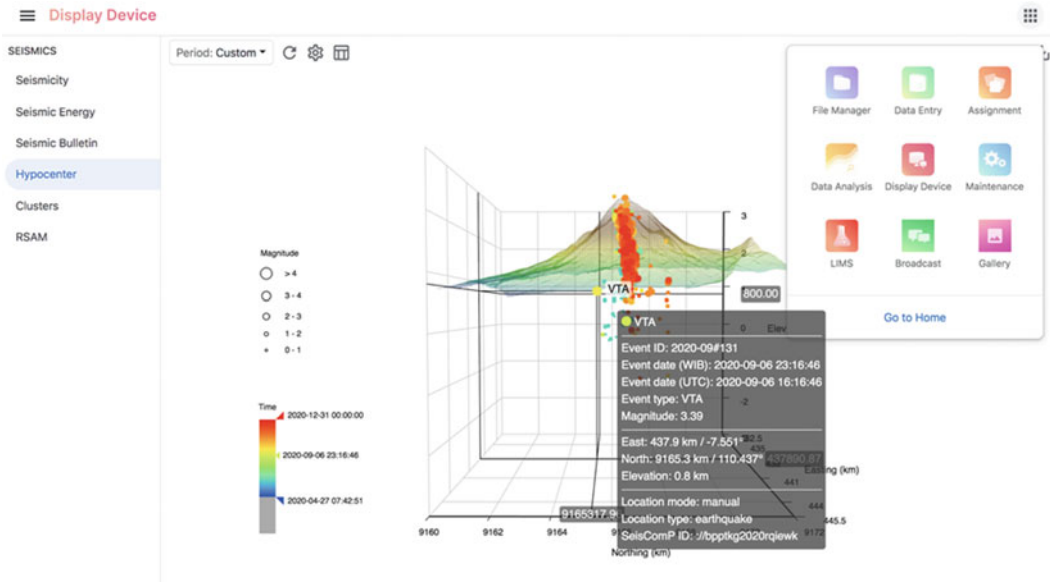 Display Device
SEISMICS
Seismicity
Seismic Energy
Seismic Bulletin
Hypocenter
Clusters
RSAM
Period: Custom
File Manager
Data Entry
Assignment
Data Analysis
Display Device
Maintenance
LIMS
Broadcast
Gallery
Go to Home
Magnitude
> 4
3 - 4
2 - 3
1 - 2
0 - 1
Time
2020-12-31 00:00:00
2020-09-06 23:16:46
2020-04-27 07:42:51
3
2
800.00
0
Elev
-2
VTA
VTA
Event ID: 2020-09#131
Event date (WIB): 2020-09-06 23:16:46
Event date (UTC): 2020-09-06 16:16:46
Event type: VTA
Magnitude: 3.39
East: 437.9 km / -7.551°
North: 9165.3 km / 110.437°
Elevation: 0.8 km
Location mode: manual
Location type: earthquake
SeisComP ID: ://bpptkg2020rqiewk
437890.87
Easting (km)
441
444
445.5
9165317.9
9160
9162
9164
9172
Northing (km)